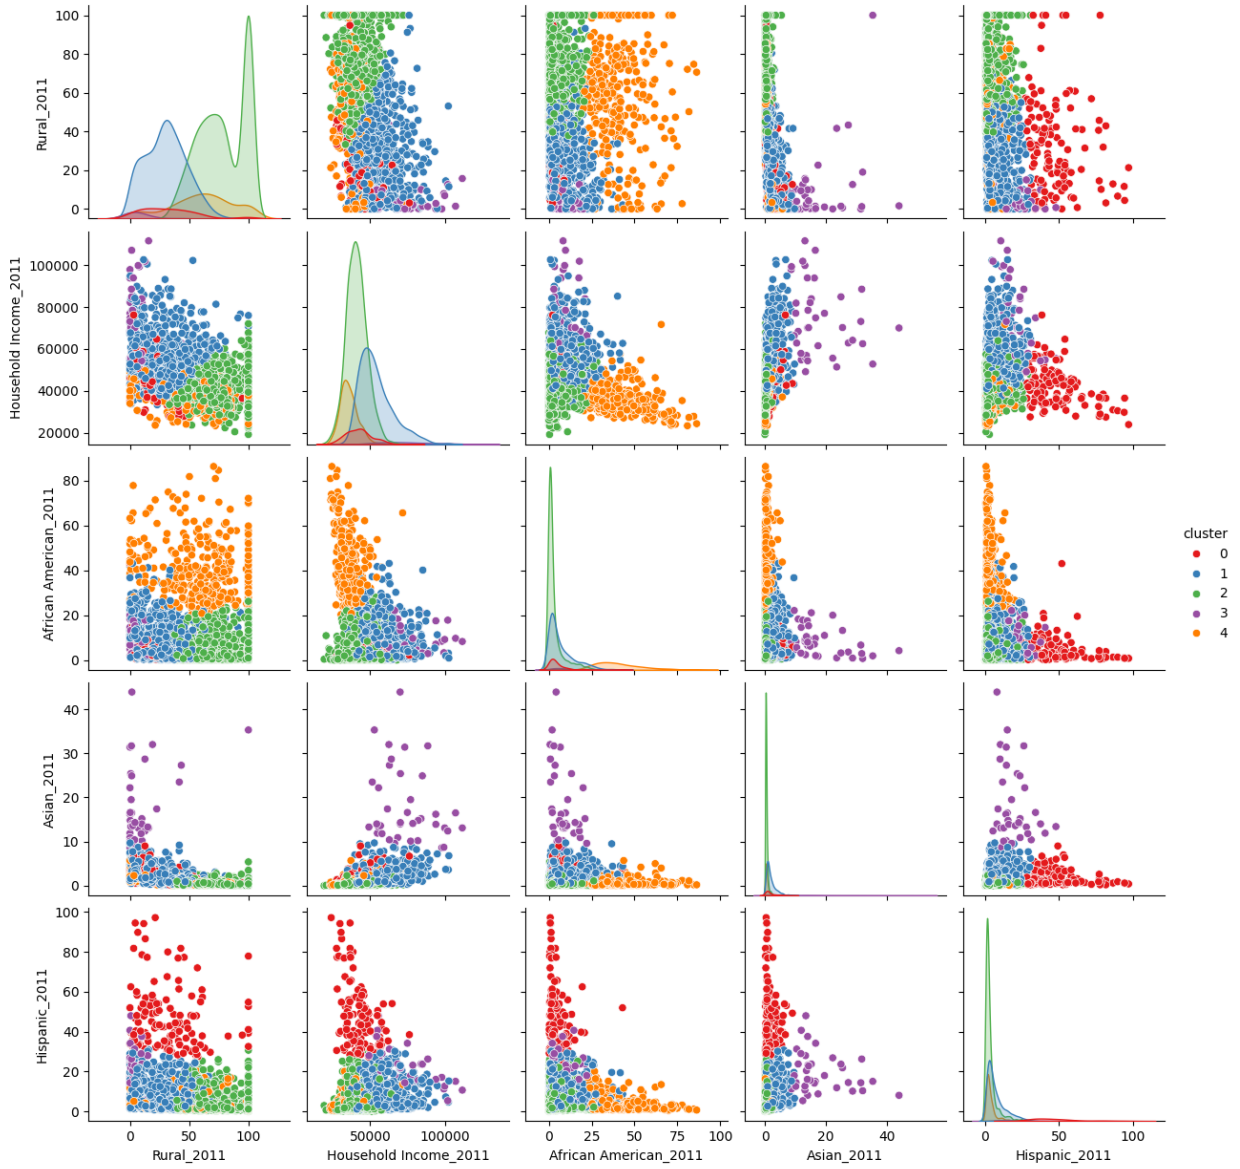 100
80
60
40
20
0
Rural_2011
100000
80000
60000
40000
20000
Household Income_2011
80
60
40
20
0
African American_2011
cluster
0
1
2
3
4
40
30
20
10
0
Asian_2011
100
80
60
40
20
0
Hispanic_2011
0 50 100
50000 100000
0 25 50 75 100
0 20 40
0 50 100
Rural_2011
Household Income_2011
African American_2011
Asian_2011
Hispanic_2011